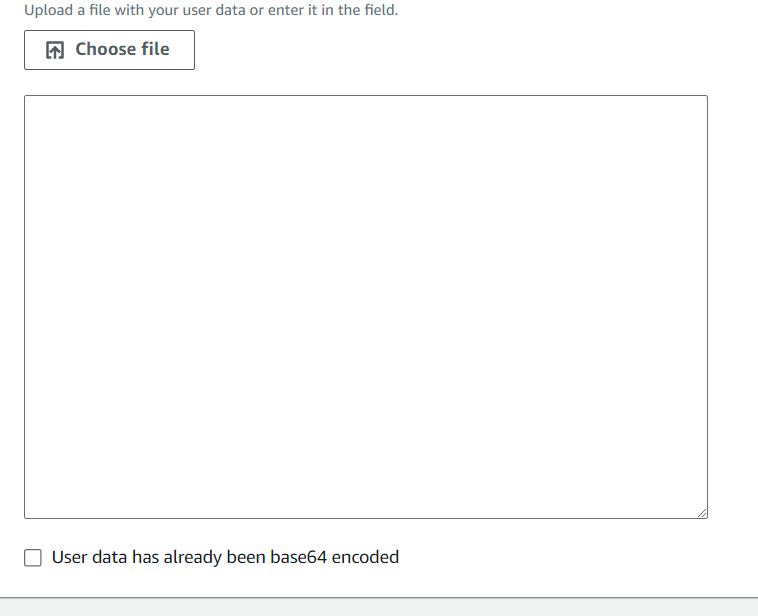 Upload a file with your user data or enter it in the field.
Choose file
User data has already been base64 encoded